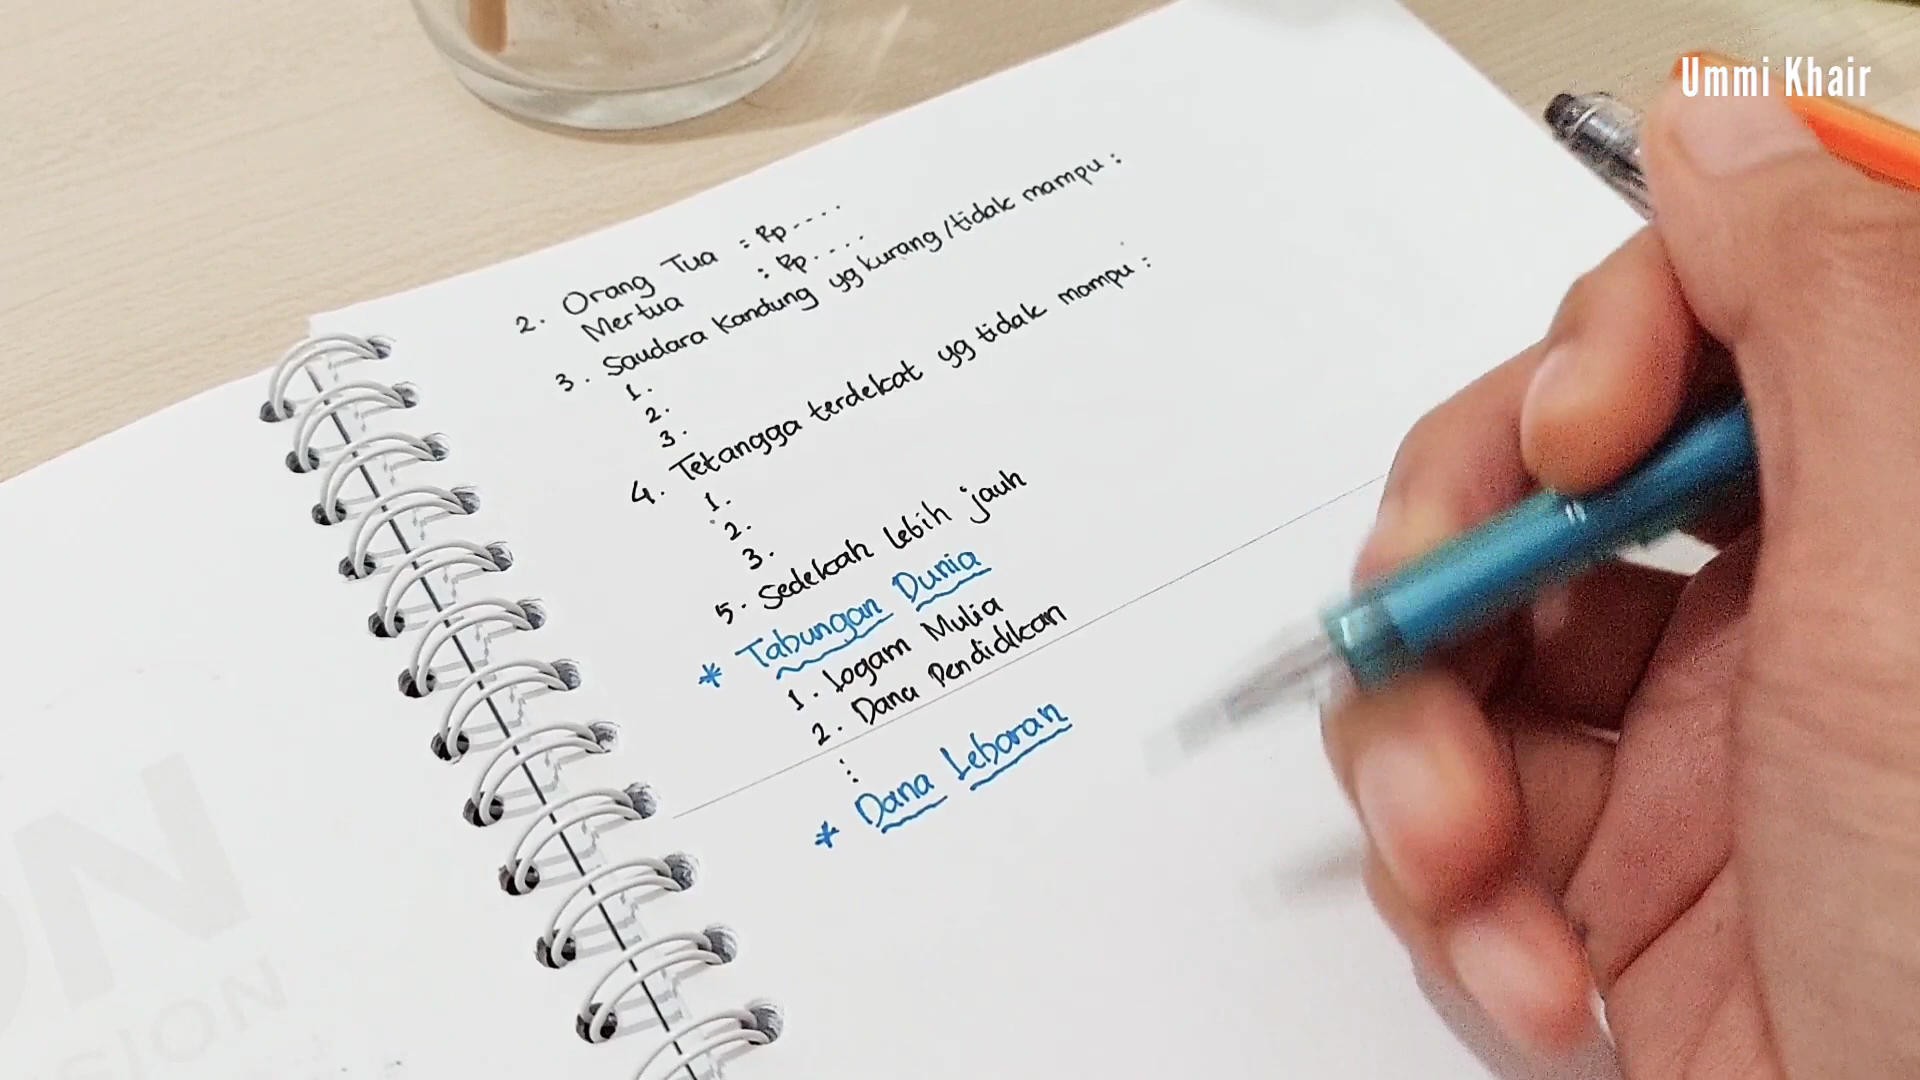 Ummi Khair
2. Orang Tua : Rp....
Mertua : Rp....
3. Saudara Kandung yg kurang/tidak mampu :
1.
2.
3.
4. Tetangga terdekat yg tidak mampu :
1.
2.
3.
5. Sedekah lebih jauh
* Tabungan Dunia
1. Logam Mulia
2. Dana Pendidikan
⋮
* Dana Lebaran